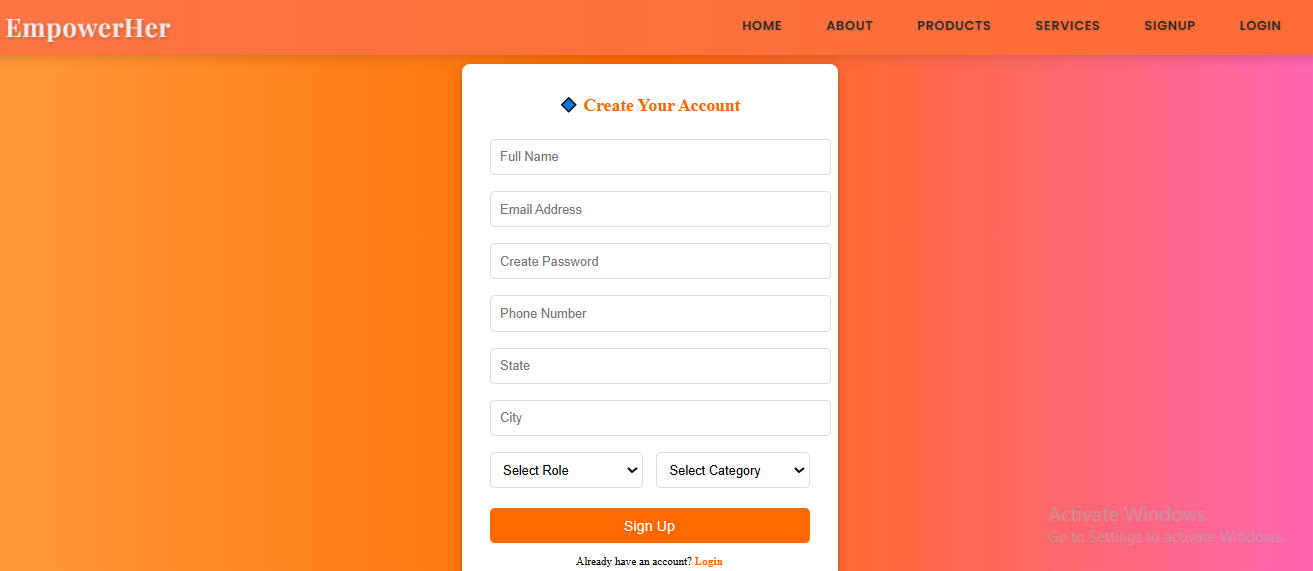 EmpowerHer HOME ABOUT PRODUCTS SERVICES SIGNUP LOGIN
Create Your Account
Full Name
Email Address
Create Password
Phone Number
State
City
Select Role Select Category
Sign Up
Already have an account? Login
Activate Windows
Go to Settings to activate Windows.